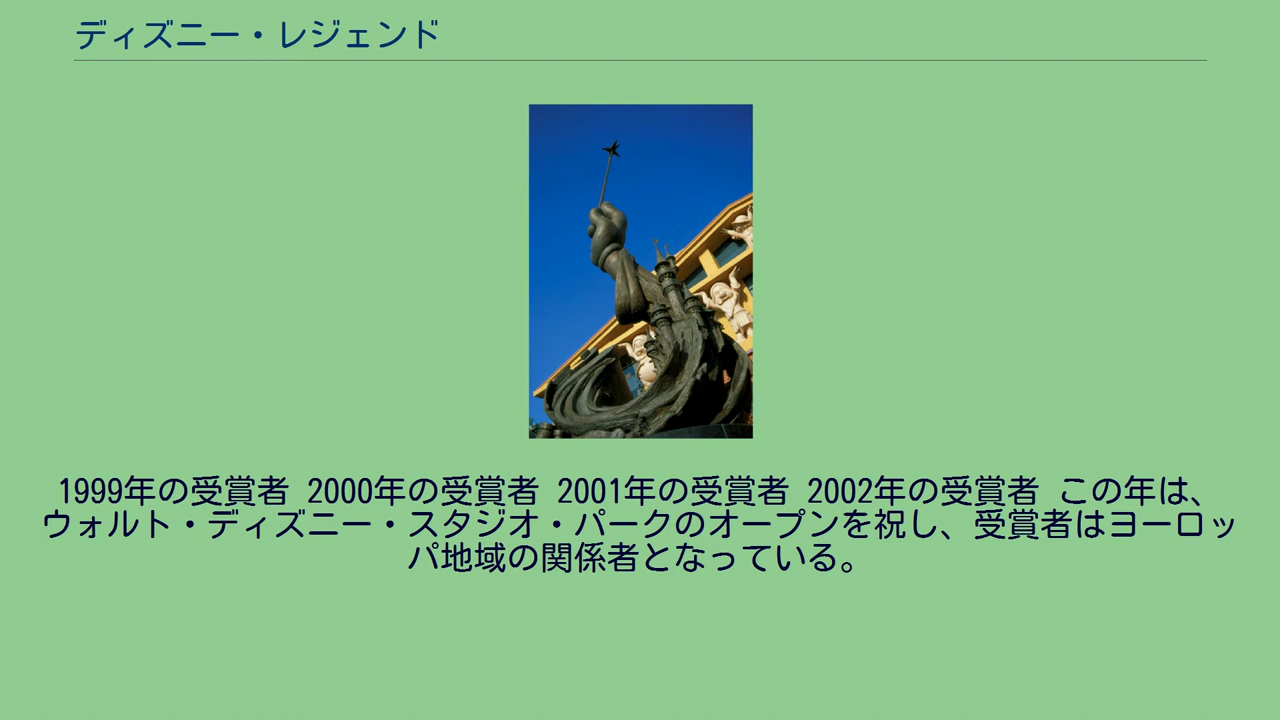 ディズニー・レジェンド
1999年の受賞者 2000年の受賞者 2001年の受賞者 2002年の受賞者 この年は、
ウォルト・ディズニー・スタジオ・パークのオープンを祝し、受賞者はヨーロッ
パ地域の関係者となっている。